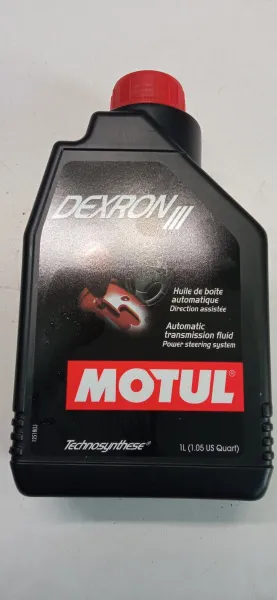 DEXRON III
Huile de boîte
automatique
Direction assistée
Automatic
transmission fluid
Power steering system
MOTUL®
Technosynthese®
1L (1.05 US Quart)